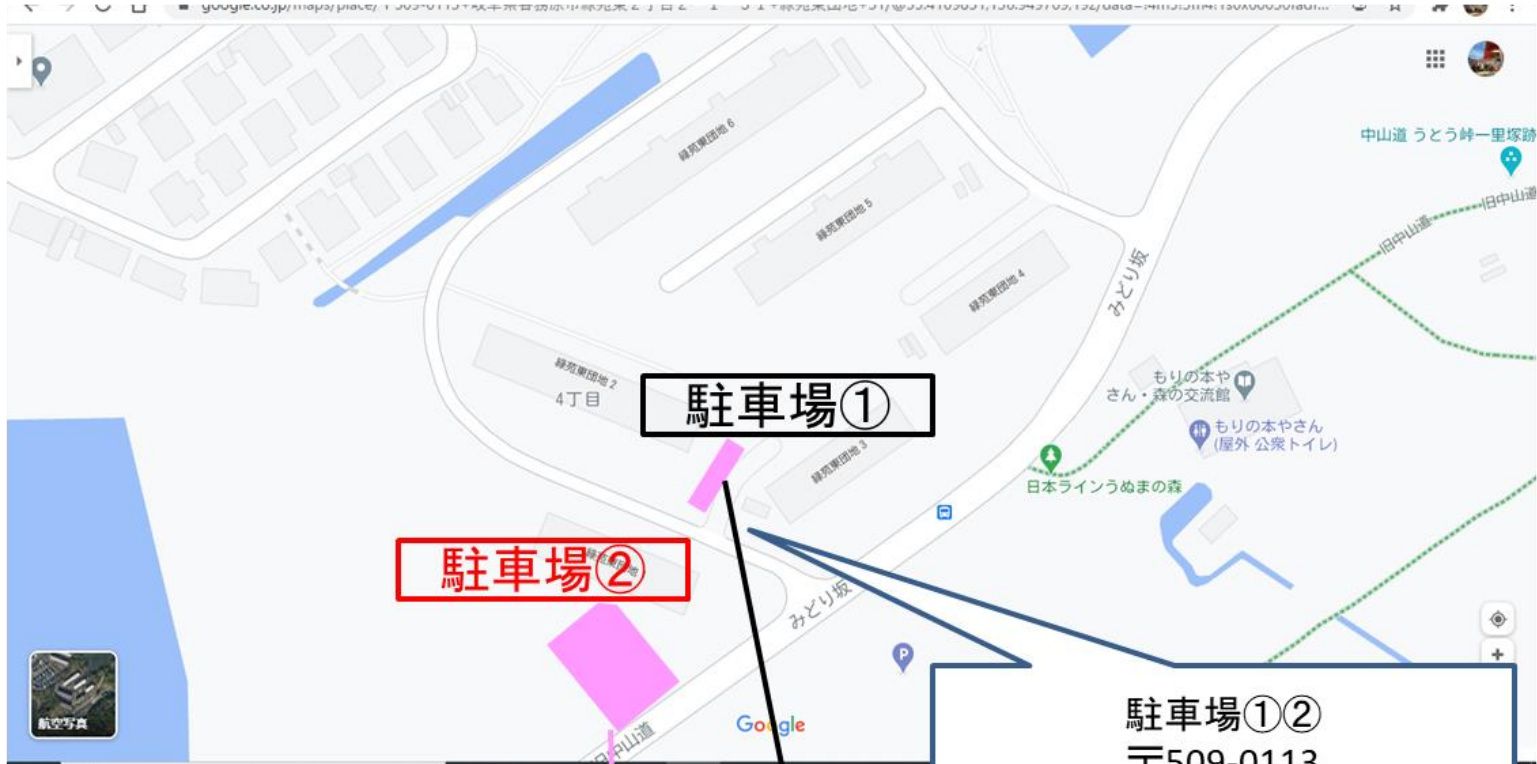 中山道 うとう峠一里塚跡
旧中山道
旧中山道
緑苑東団地 6
緑苑東団地 5
みどり坂
緑苑東団地 4
緑苑東団地 2
4丁目
駐車場①
もりの本や
さん・森の交流館
もりの本やさん
(屋外 公衆トイレ)
緑苑東団地 3
日本ラインうぬまの森
駐車場②
みどり坂
P
航空写真
Google
旧中山道
駐車場①②
〒509-0113